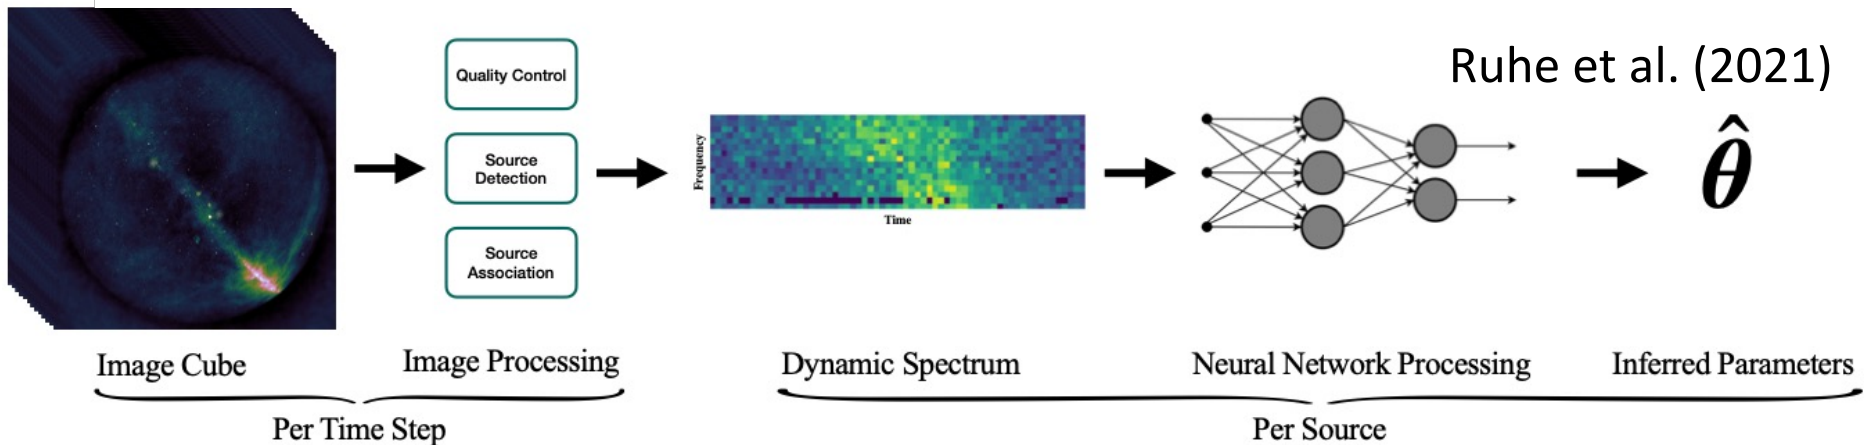 Ruhe et al. (2021)
Quality Control
Source
Detection
Source
Association
Frequency
Time
θ̂
Image Cube
Image Processing
Dynamic Spectrum
Neural Network Processing
Inferred Parameters
Per Time Step
Per Source